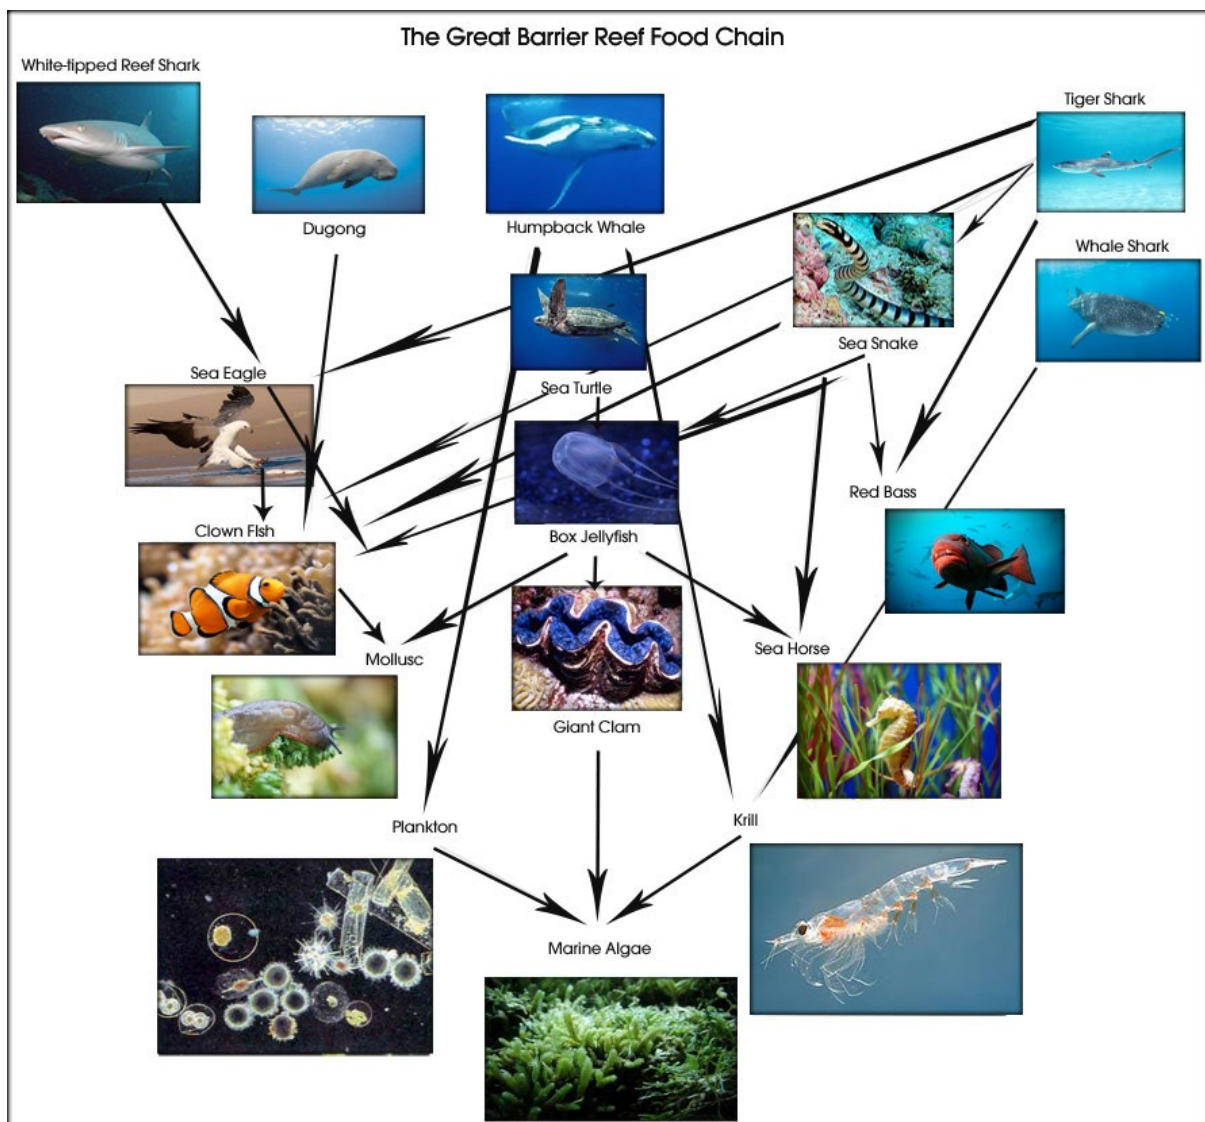 The Great Barrier Reef Food Chain
White-tipped Reef Shark
Tiger Shark
Dugong
Humpback Whale
Whale Shark
Sea Snake
Sea Eagle
Sea Turtle
Red Bass
Clown FIsh
Box Jellyfish
Mollusc
Sea Horse
Giant Clam
Plankton
Krill
Marine Algae